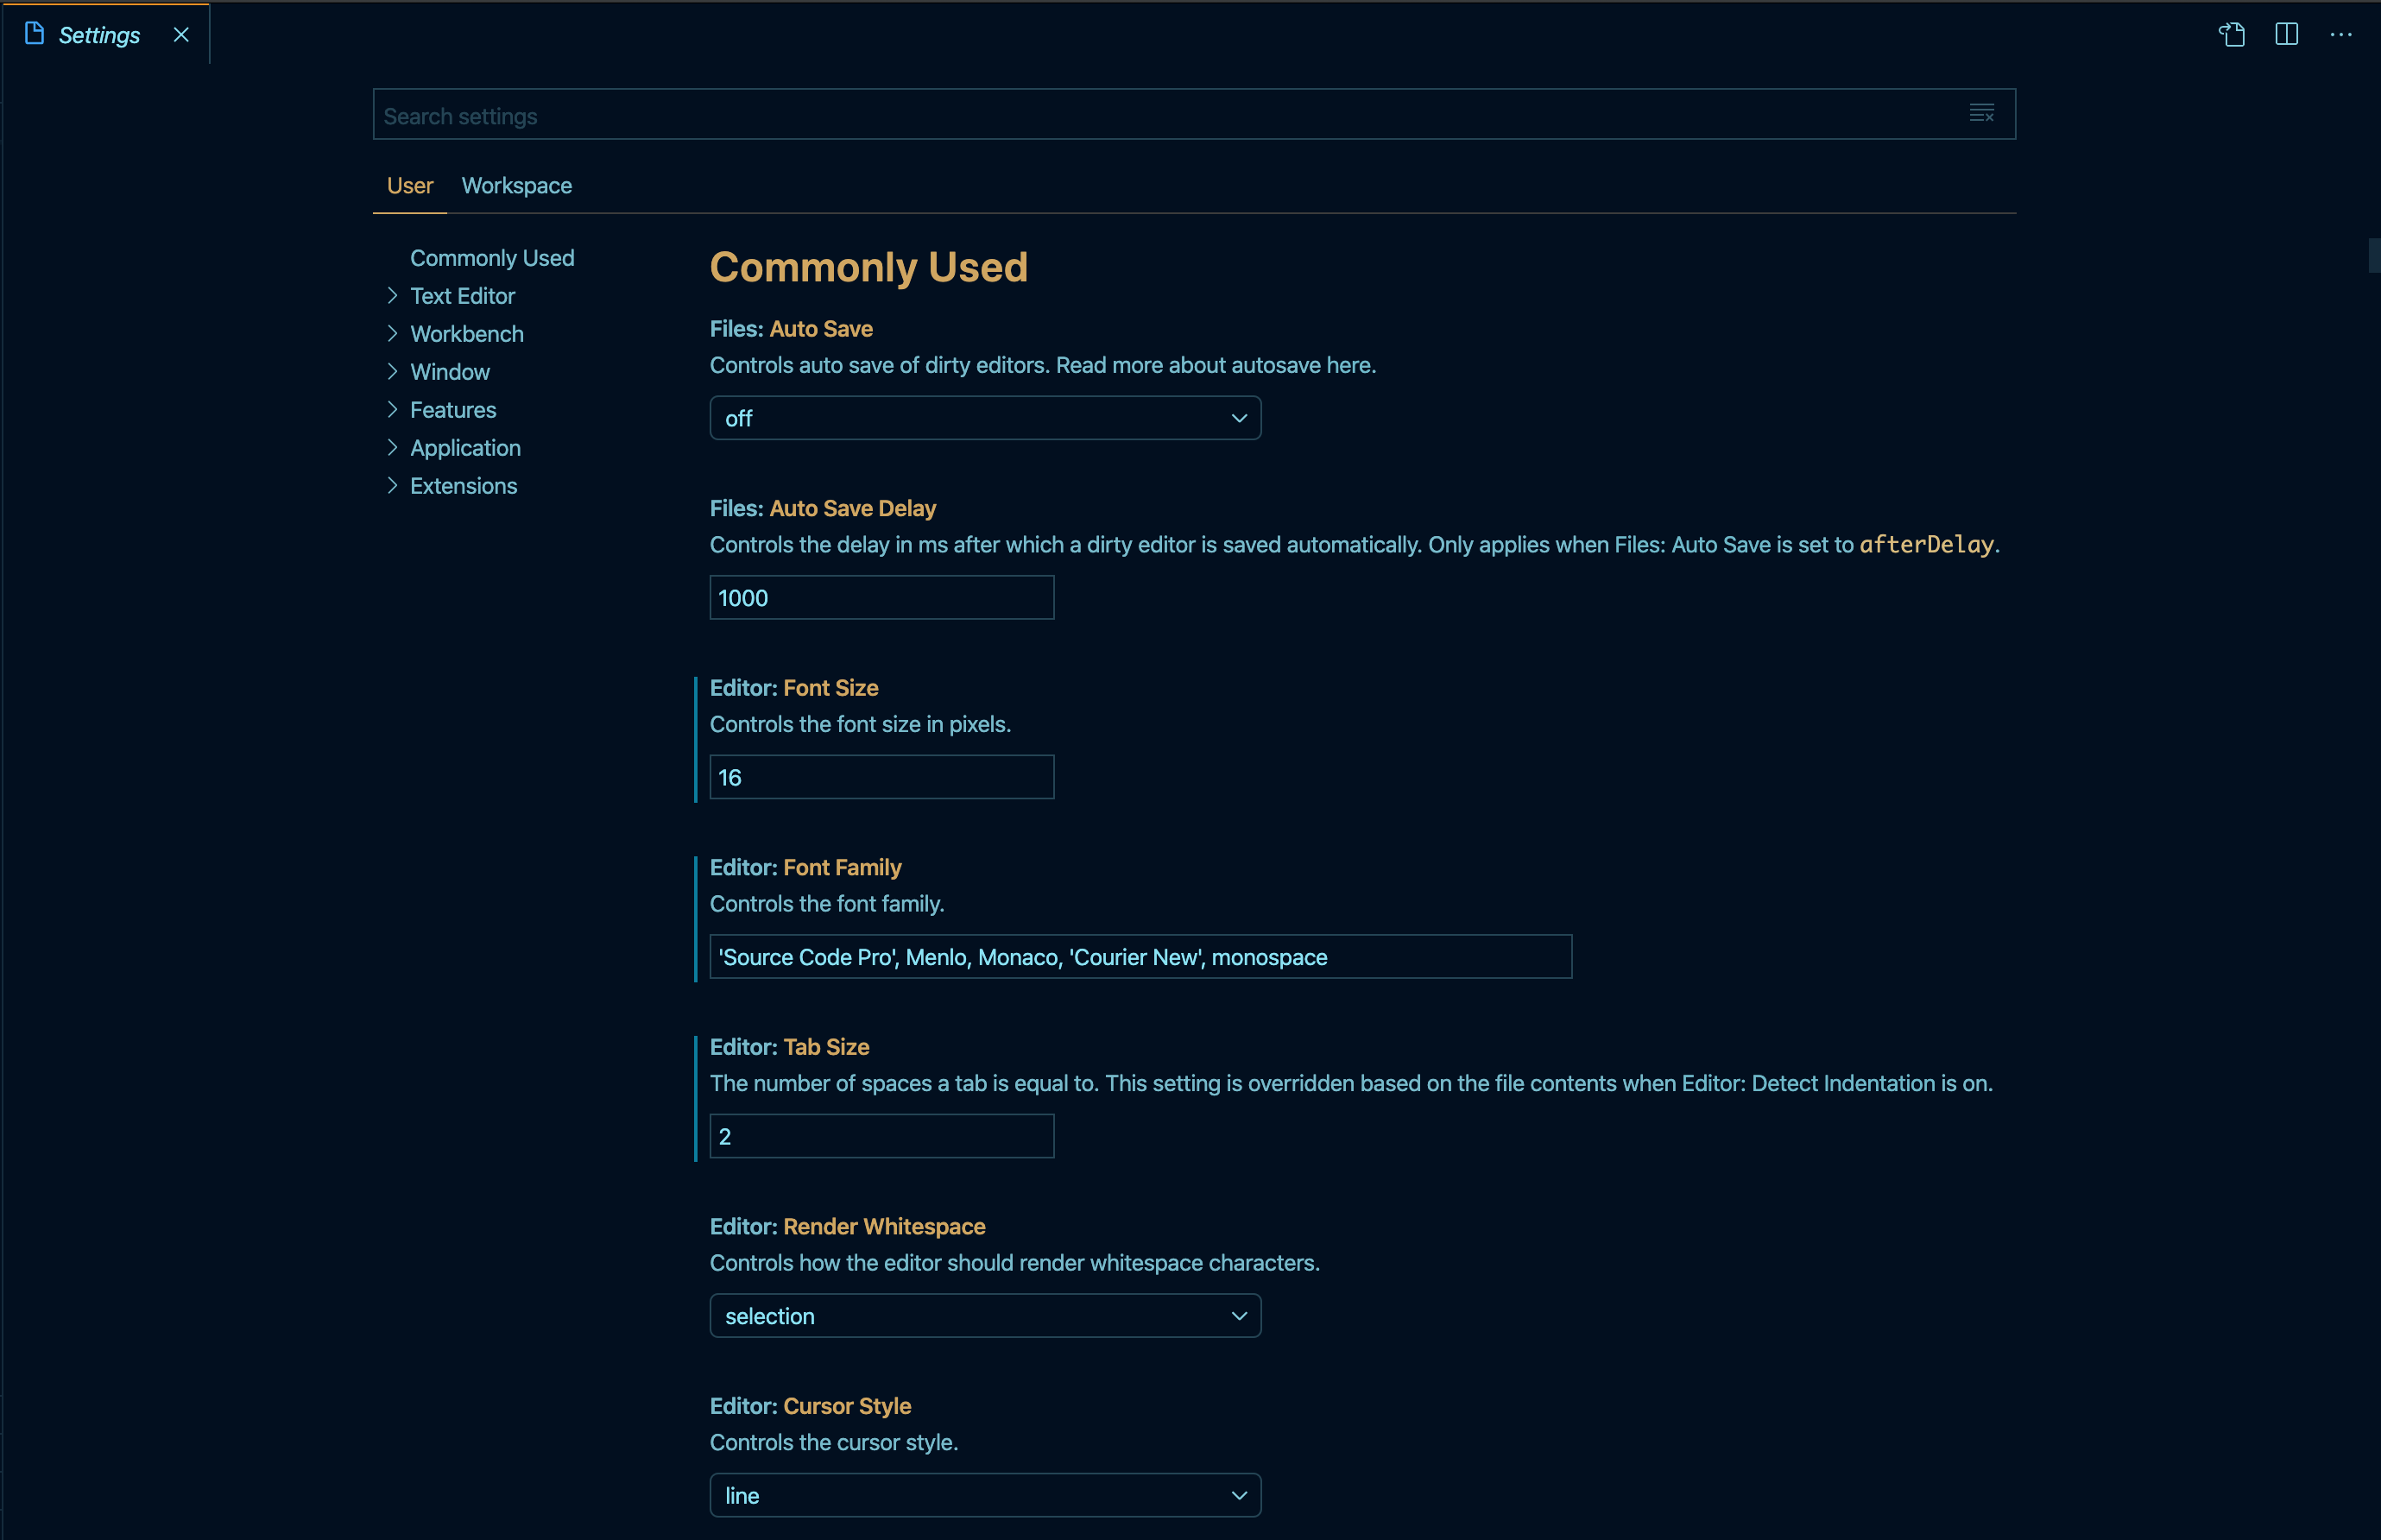 Settings
Search settings
User Workspace
Commonly Used
Text Editor
Workbench
Window
Features
Application
Extensions
Commonly Used
Files: Auto Save
Controls auto save of dirty editors. Read more about autosave here.
off
Files: Auto Save Delay
Controls the delay in ms after which a dirty editor is saved automatically. Only applies when Files: Auto Save is set to afterDelay.
1000
Editor: Font Size
Controls the font size in pixels.
16
Editor: Font Family
Controls the font family.
'Source Code Pro', Menlo, Monaco, 'Courier New', monospace
Editor: Tab Size
The number of spaces a tab is equal to. This setting is overridden based on the file contents when Editor: Detect Indentation is on.
2
Editor: Render Whitespace
Controls how the editor should render whitespace characters.
selection
Editor: Cursor Style
Controls the cursor style.
line